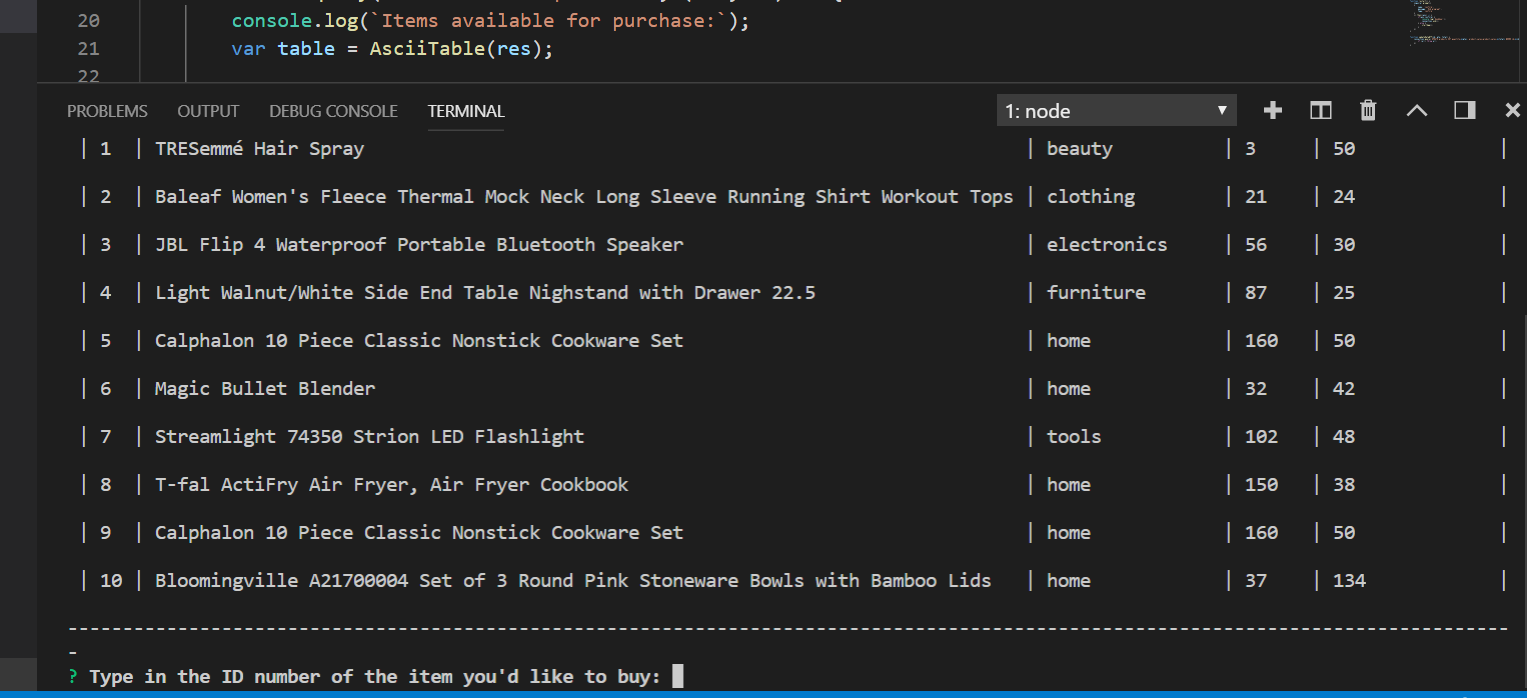 20 console.log(`Items available for purchase:`);
21 var table = AsciiTable(res);
22
PROBLEMS OUTPUT DEBUG CONSOLE TERMINAL 1: node
| 1 | TRESemmé Hair Spray | beauty | 3 | 50 |
| 2 | Baleaf Women's Fleece Thermal Mock Neck Long Sleeve Running Shirt Workout Tops | clothing | 21 | 24 |
| 3 | JBL Flip 4 Waterproof Portable Bluetooth Speaker | electronics | 56 | 30 |
| 4 | Light Walnut/White Side End Table Nighstand with Drawer 22.5 | furniture | 87 | 25 |
| 5 | Calphalon 10 Piece Classic Nonstick Cookware Set | home | 160 | 50 |
| 6 | Magic Bullet Blender | home | 32 | 42 |
| 7 | Streamlight 74350 Strion LED Flashlight | tools | 102 | 48 |
| 8 | T-fal ActiFry Air Fryer, Air Fryer Cookbook | home | 150 | 38 |
| 9 | Calphalon 10 Piece Classic Nonstick Cookware Set | home | 160 | 50 |
| 10 | Bloomingville A21700004 Set of 3 Round Pink Stoneware Bowls with Bamboo Lids | home | 37 | 134 |
-----------------------------------------------------------------------------------------------------------------------------------
-
? Type in the ID number of the item you'd like to buy: